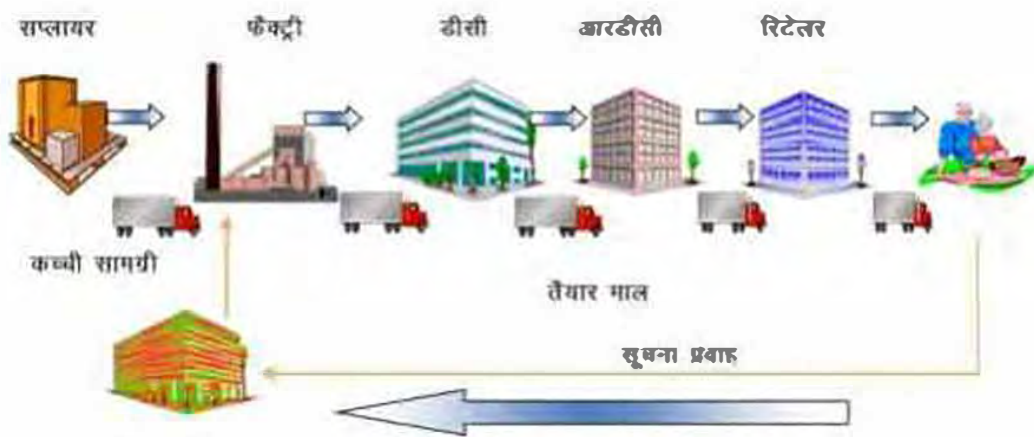 सप्लायर
फैक्ट्री
डीसी
आरडीसी
रिटेलर
कच्ची सामग्री
तैयार माल
सूचना प्रवाह